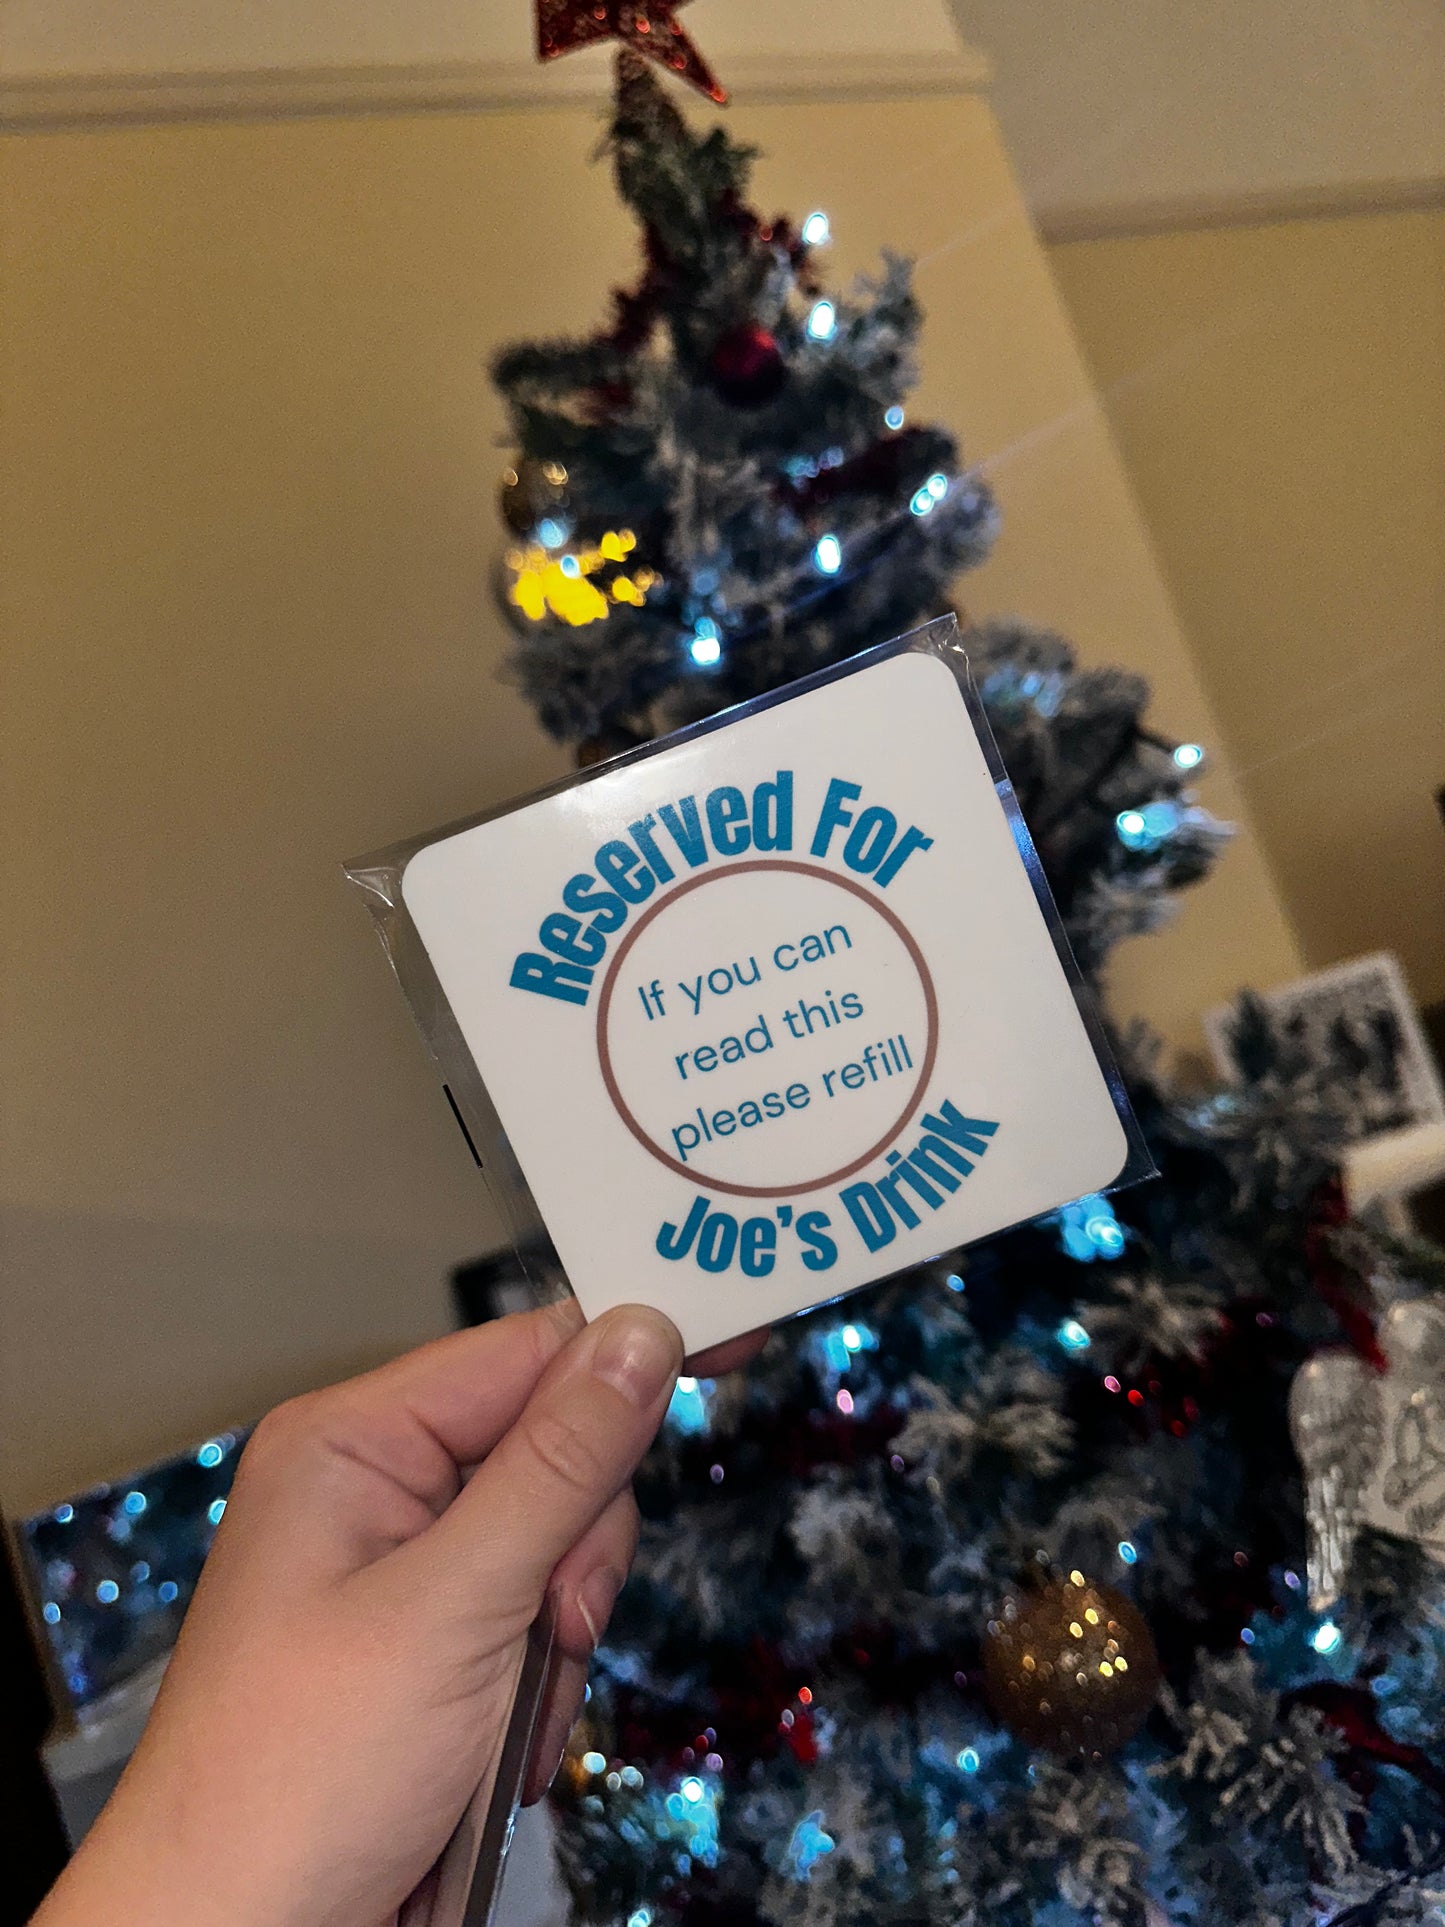 Reserved For
If you can
read this
please refill
Joe's Drink